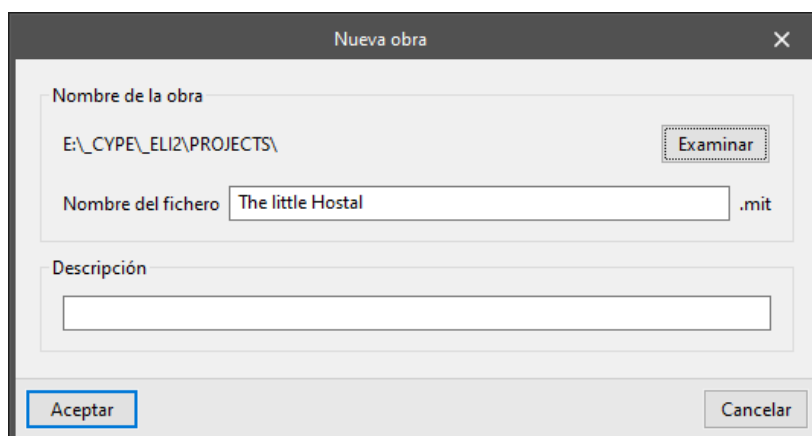 Nueva obra
Nombre de la obra
E:\_CYPE\_ELI2\PROJECTS\ Examinar
Nombre del fichero The little Hostal .mit
Descripción
Aceptar Cancelar